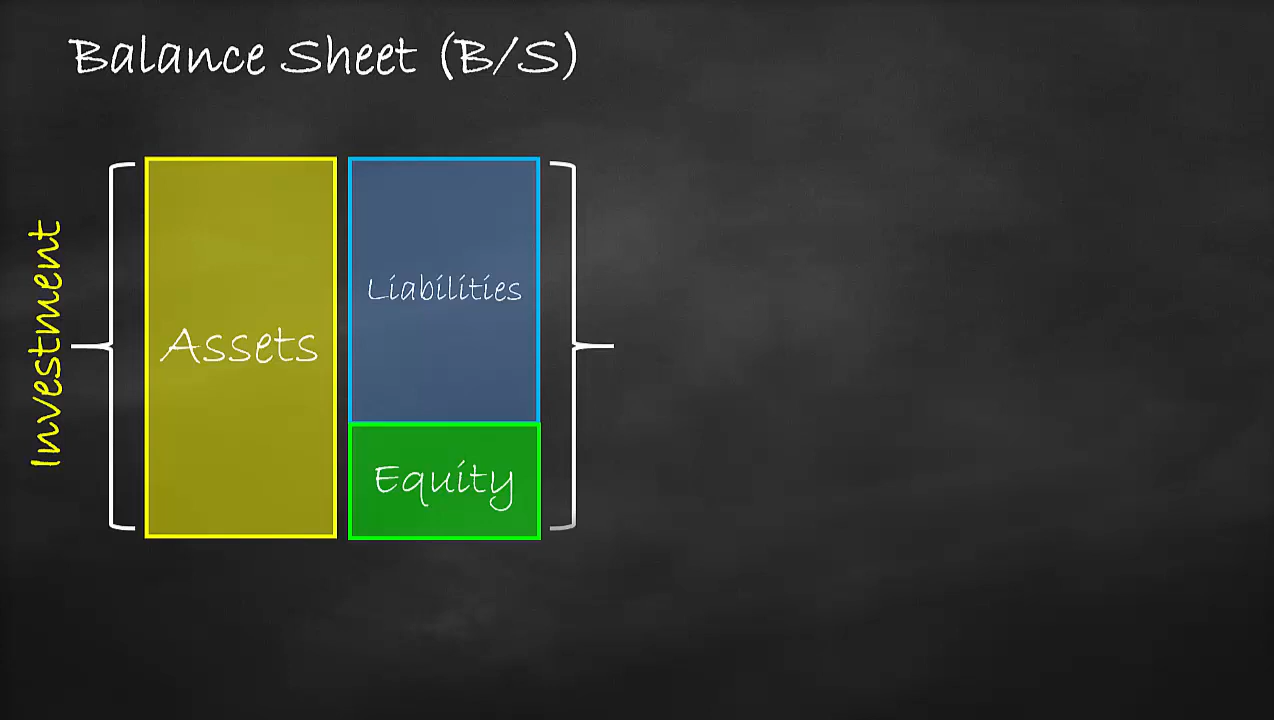 Balance Sheet (B/S)
Investment
Assets
Liabilities
Equity